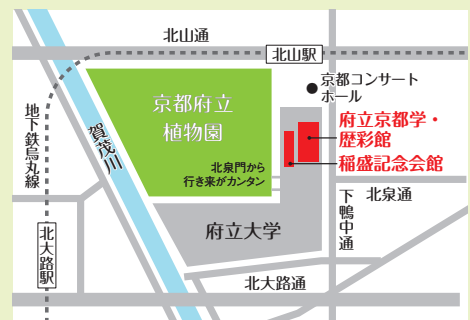 北山通
北山駅
京都コンサート
ホール
京都府立
植物園
府立京都学・
歴彩館
稲盛記念会館
地下鉄烏丸線
賀茂川
北泉門から
行き来がカンタン
北泉通
下鴨中通
府立大学
北大路駅
北大路通